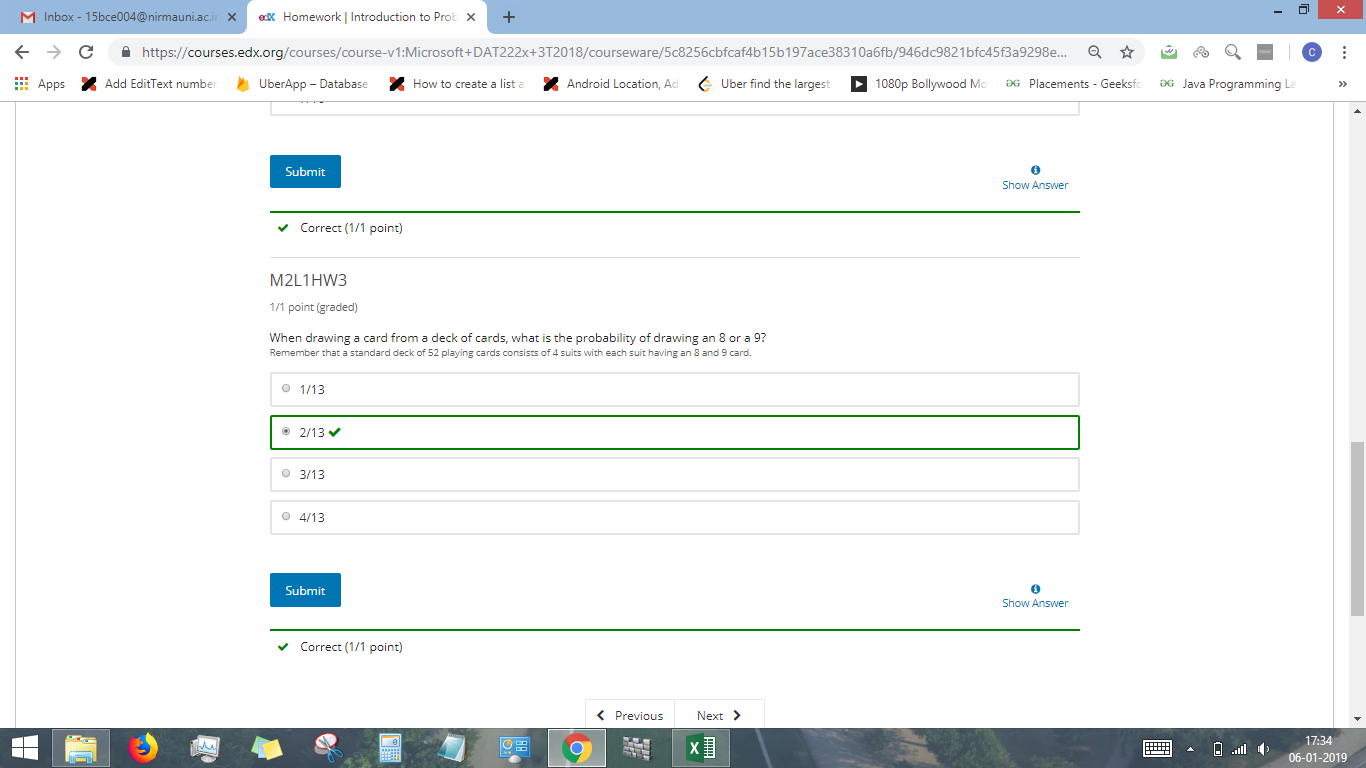 Inbox - 15bce004@nirmauni.ac.i
edX Homework | Introduction to Prob
https://courses.edx.org/courses/course-v1:Microsoft+DAT222x+3T2018/courseware/5c8256cbfcaf4b15b197ace38310a6fb/946dc9821bfc45f3a9298e...
C
Apps
Add EditText number
UberApp – Database
How to create a list a
Android Location, Ad
Uber find the largest
1080p Bollywood Mo
Placements - Geeksfo
Java Programming La
»
Submit
Show Answer
Correct (1/1 point)
M2L1HW3
1/1 point (graded)
When drawing a card from a deck of cards, what is the probability of drawing an 8 or a 9?
Remember that a standard deck of 52 playing cards consists of 4 suits with each suit having an 8 and 9 card.
1/13
2/13
3/13
4/13
Submit
Show Answer
Correct (1/1 point)
Previous
Next
17:34
06-01-2019